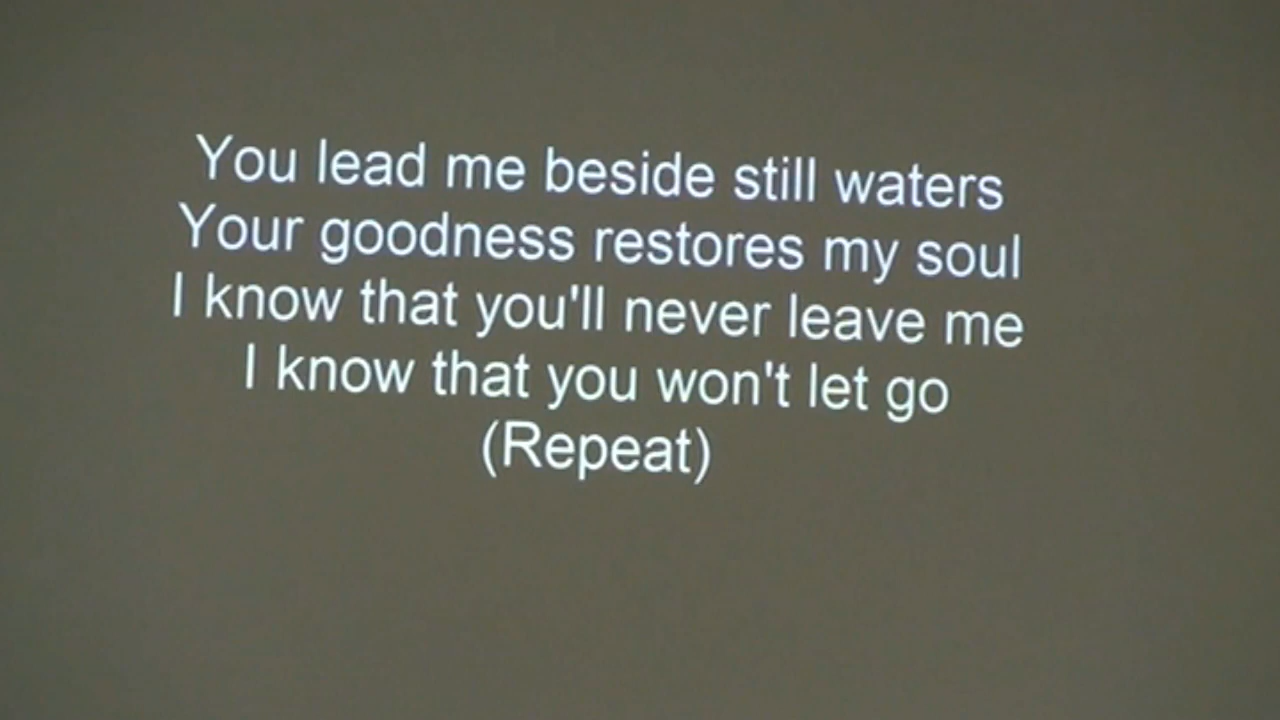 You lead me beside still waters
Your goodness restores my soul
I know that you'll never leave me
I know that you won't let go
(Repeat)